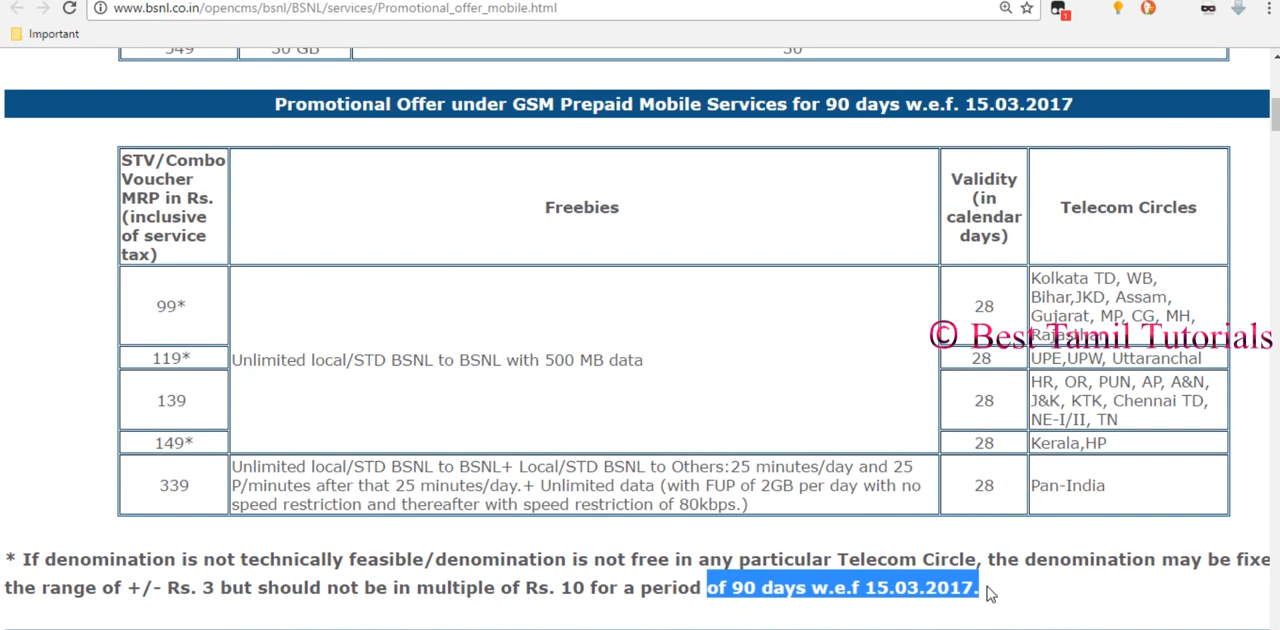 www.bsnl.co.in/opencms/bsnl/BSNL/services/Promotional_offer_mobile.html
1
Important
549 30 GB 30
Promotional Offer under GSM Prepaid Mobile Services for 90 days w.e.f. 15.03.2017
STV/Combo
Voucher
MRP in Rs.
(inclusive
of service
tax)
Freebies
Validity
(in
calendar
days)
Telecom Circles
99*
Unlimited local/STD BSNL to BSNL with 500 MB data
28
Kolkata TD, WB,
Bihar,JKD, Assam,
Gujarat, MP, CG, MH,
Rajasthan
© Best Tamil Tutorials
119*
28
UPE,UPW, Uttaranchal
139
28
HR, OR, PUN, AP, A&N,
J&K, KTK, Chennai TD,
NE-I/II, TN
149*
28
Kerala,HP
339
Unlimited local/STD BSNL to BSNL+ Local/STD BSNL to Others:25 minutes/day and 25
P/minutes after that 25 minutes/day.+ Unlimited data (with FUP of 2GB per day with no
speed restriction and thereafter with speed restriction of 80kbps.)
28
Pan-India
* If denomination is not technically feasible/denomination is not free in any particular Telecom Circle, the denomination may be fixe
the range of +/- Rs. 3 but should not be in multiple of Rs. 10 for a period of 90 days w.e.f 15.03.2017.